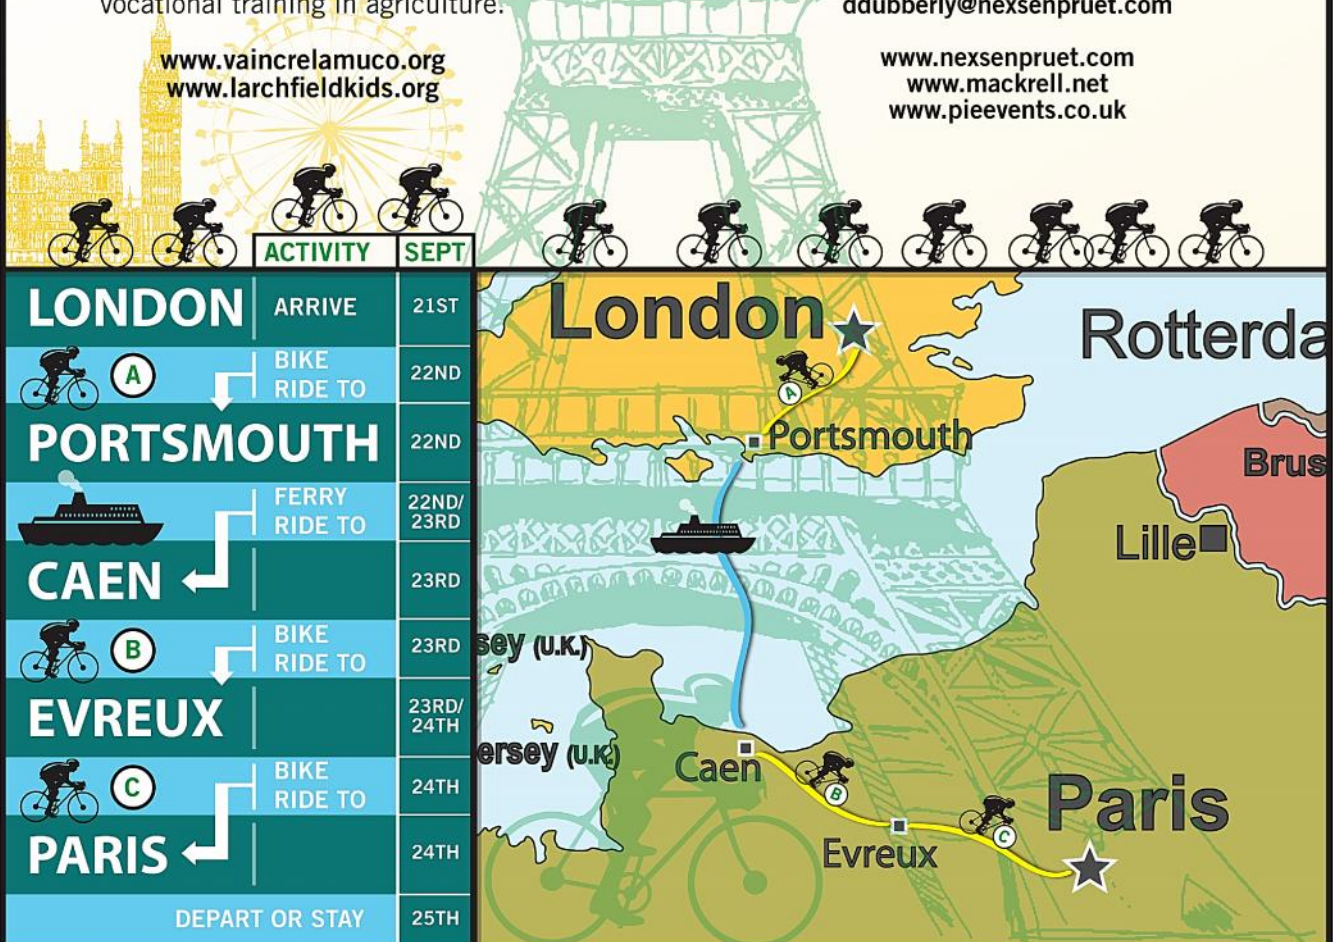 vocational training in agriculture.
www.vaincrelamuco.org
www.larchfieldkids.org
ddubberly@nexsenpruet.com
www.nexsenpruet.com
www.mackrell.net
www.pieevents.co.uk
ACTIVITY SEPT
LONDON ARRIVE 21ST
A BIKE RIDE TO 22ND
PORTSMOUTH 22ND
FERRY RIDE TO 22ND/23RD
CAEN 23RD
B BIKE RIDE TO 23RD
EVREUX 23RD/24TH
C BIKE RIDE TO 24TH
PARIS 24TH
DEPART OR STAY 25TH
London
Rotterda
A
Portsmouth
Brus
Lille
sey (U.K.)
ersey (U.K.)
Caen
B
Paris
C
Evreux